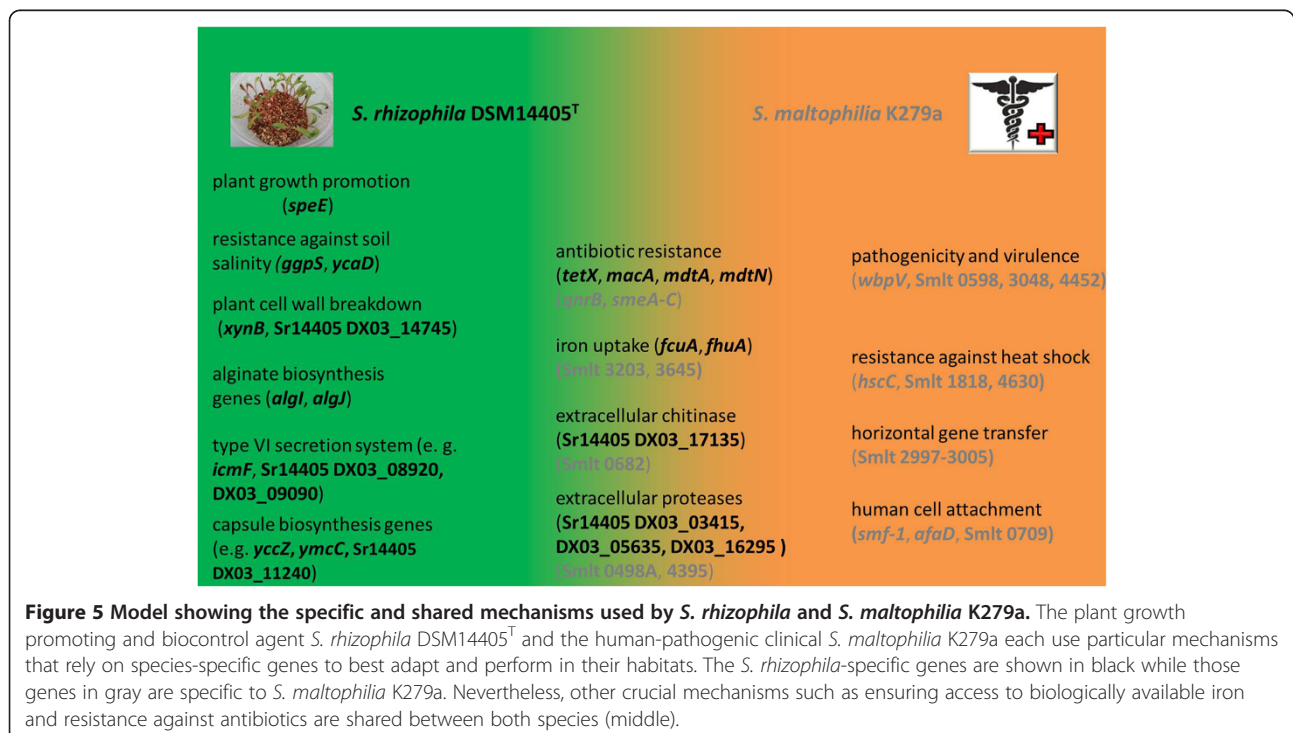 S. rhizophila DSM14405ᵀ
S. maltophilia K279a
plant growth promotion
(speE)
resistance against soil
salinity (ggpS, ycaD)
plant cell wall breakdown
(xynB, Sr14405 DX03_14745)
alginate biosynthesis
genes (algI, algJ)
type VI secretion system (e. g.
icmF, Sr14405 DX03_08920,
DX03_09090)
capsule biosynthesis genes
(e.g. yccZ, ymcC, Sr14405
DX03_11240)
antibiotic resistance
(tetX, macA, mdtA, mdtN)
(qnrB, smeA-C)
iron uptake (fcuA, fhuA)
(Smlt 3203, 3645)
extracellular chitinase
(Sr14405 DX03_17135)
(Smlt 0682)
extracellular proteases
(Sr14405 DX03_03415,
DX03_05635, DX03_16295 )
(Smlt 0498A, 4395)
pathogenicity and virulence
(wbpV, Smlt 0598, 3048, 4452)
resistance against heat shock
(hscC, Smlt 1818, 4630)
horizontal gene transfer
(Smlt 2997-3005)
human cell attachment
(smf-1, afaD, Smlt 0709)
Figure 5 Model showing the specific and shared mechanisms used by S. rhizophila and S. maltophilia K279a. The plant growth
promoting and biocontrol agent S. rhizophila DSM14405ᵀ and the human-pathogenic clinical S. maltophilia K279a each use particular mechanisms
that rely on species-specific genes to best adapt and perform in their habitats. The S. rhizophila-specific genes are shown in black while those
genes in gray are specific to S. maltophilia K279a. Nevertheless, other crucial mechanisms such as ensuring access to biologically available iron
and resistance against antibiotics are shared between both species (middle).